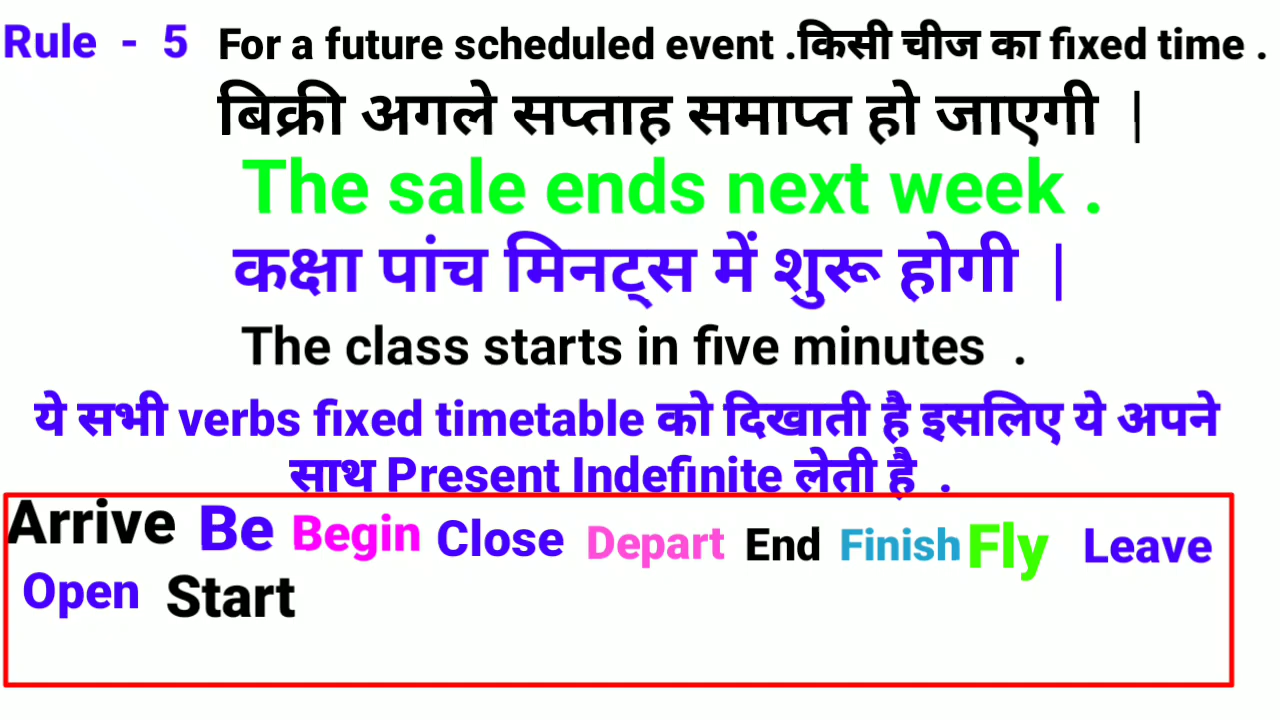 Rule - 5 For a future scheduled event .किसी चीज का fixed time .
बिक्री अगले सप्ताह समाप्त हो जाएगी |
The sale ends next week .
कक्षा पांच मिनट्स में शुरू होगी |
The class starts in five minutes .
ये सभी verbs fixed timetable को दिखाती है इसलिए ये अपने
साथ Present Indefinite लेती है .
Arrive Be Begin Close Depart End Finish Fly Leave
Open Start